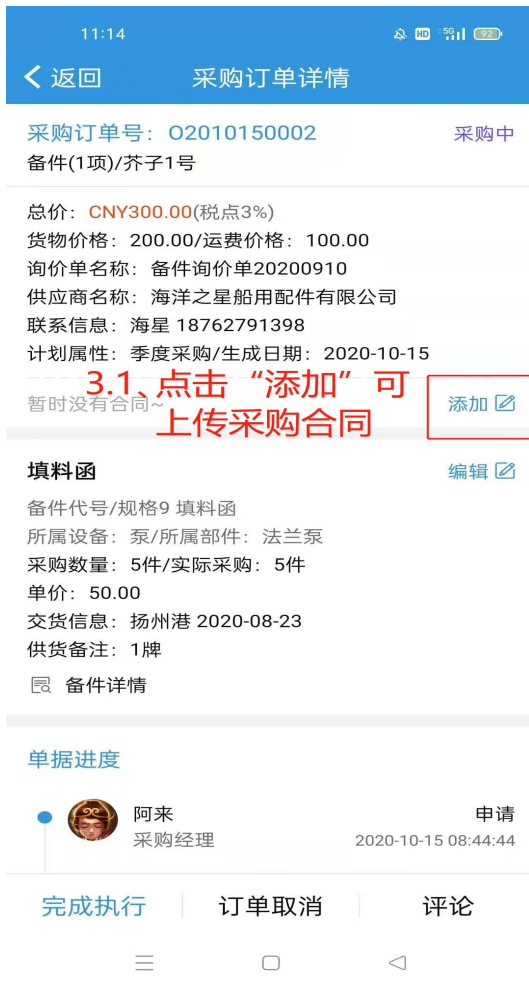 11:14
HD 5G 92
返回 采购订单详情
采购订单号：O2010150002 采购中
备件(1项)/芥子1号
总价：CNY300.00(税点3%)
货物价格：200.00/运费价格：100.00
询价单名称：备件询价单20200910
供应商名称：海洋之星船用配件有限公司
联系信息：海星 18762791398
计划属性：季度采购/生成日期：2020-10-15
3.1、点击“添加”可
上传采购合同
暂时没有合同~ 添加
填料函 编辑
备件代号/规格9 填料函
所属设备：泵/所属部件：法兰泵
采购数量：5件/实际采购：5件
单价：50.00
交货信息：扬州港 2020-08-23
供货备注：1牌
备件详情
单据进度
阿来 申请
采购经理 2020-10-15 08:44:44
完成执行 订单取消 评论